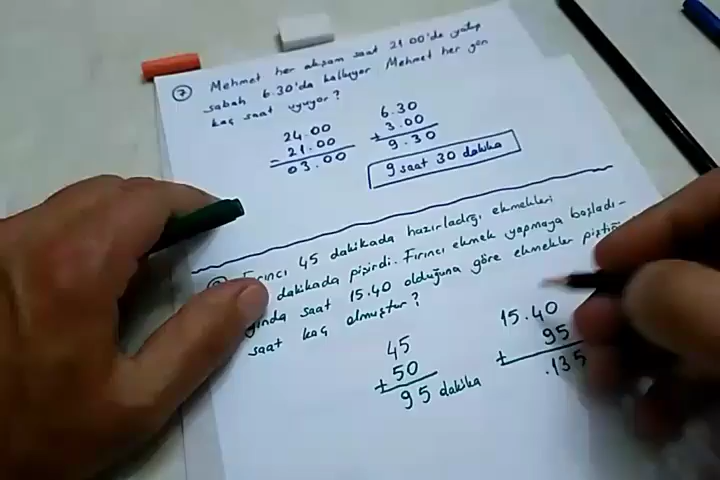 7 Mehmet her akşam saat 21 00'de yatıp
sabah 6.30'da kalkıyor Mehmet her gün
kaç saat uyuyor?
24.00
- 21.00
03.00
6.30
+ 3.00
9.30
9 saat 30 dakika
Fırıncı 45 dakikada hazırladığı ekmekleri
dakikada pişirdi. Fırıncı ekmek yapmaya başladı-
ğında saat 15.40 olduğuna göre ekmekler piştiğ
saat kaç olmuştur?
45
+ 50
95 dakika
15.40
+ 95
.135